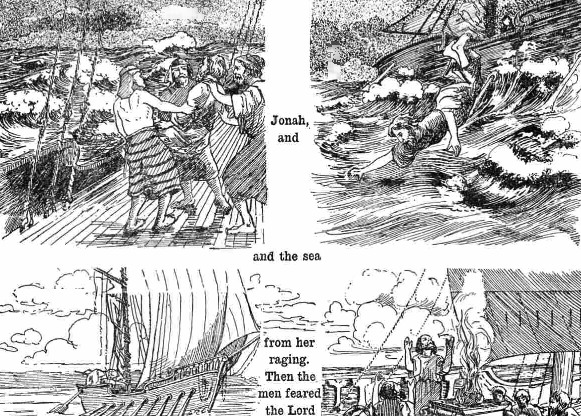 Jonah,
and
and the sea
from her
raging.
Then the
men feared
the Lord